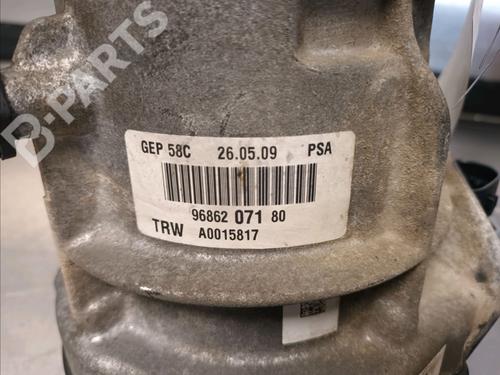 B-PARTS
GEP 58C 26.05.09 PSA
96862 071 80
TRW A0015817